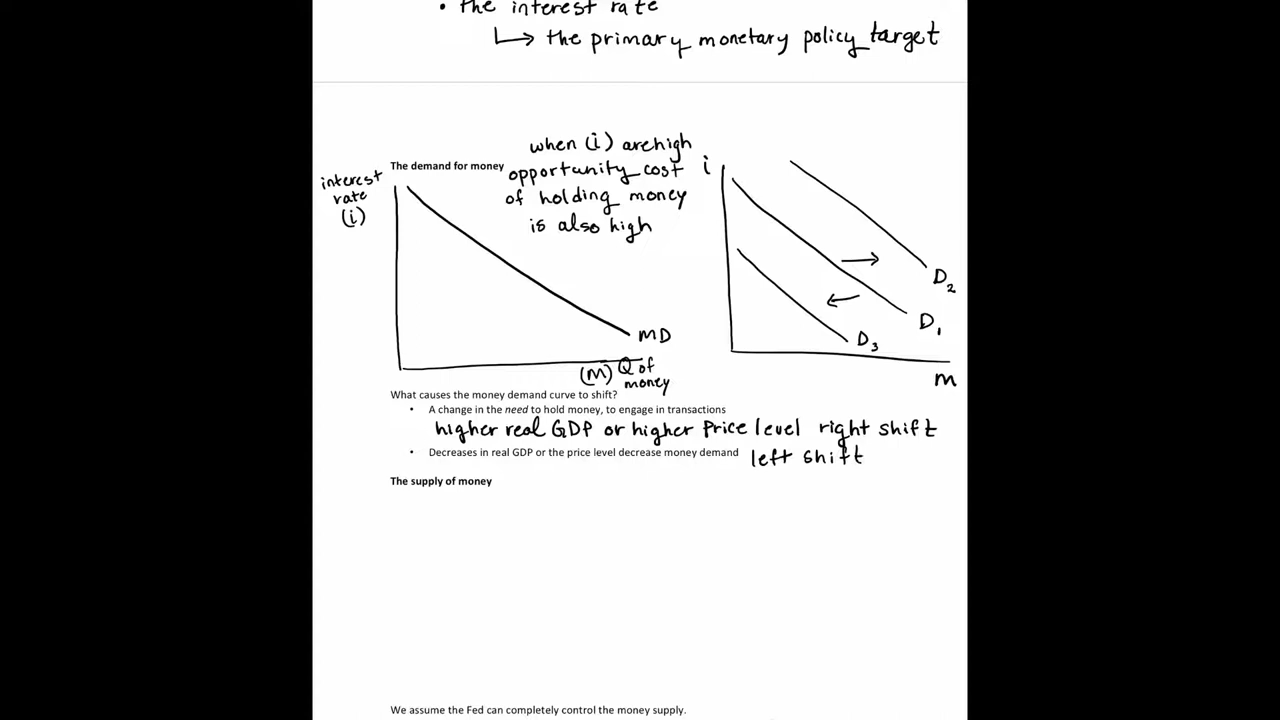 • the interest rate
↳ the primary monetary policy target
when (i) are high
The demand for money
opportunity cost
of holding money
is also high
interest
rate
(i)
MD
(M) Q of
money
i
D2
D1
D3
M
What causes the money demand curve to shift?
• A change in the need to hold money, to engage in transactions
higher real GDP or higher Price level right shift
• Decreases in real GDP or the price level decrease money demand left shift
The supply of money
We assume the Fed can completely control the money supply.